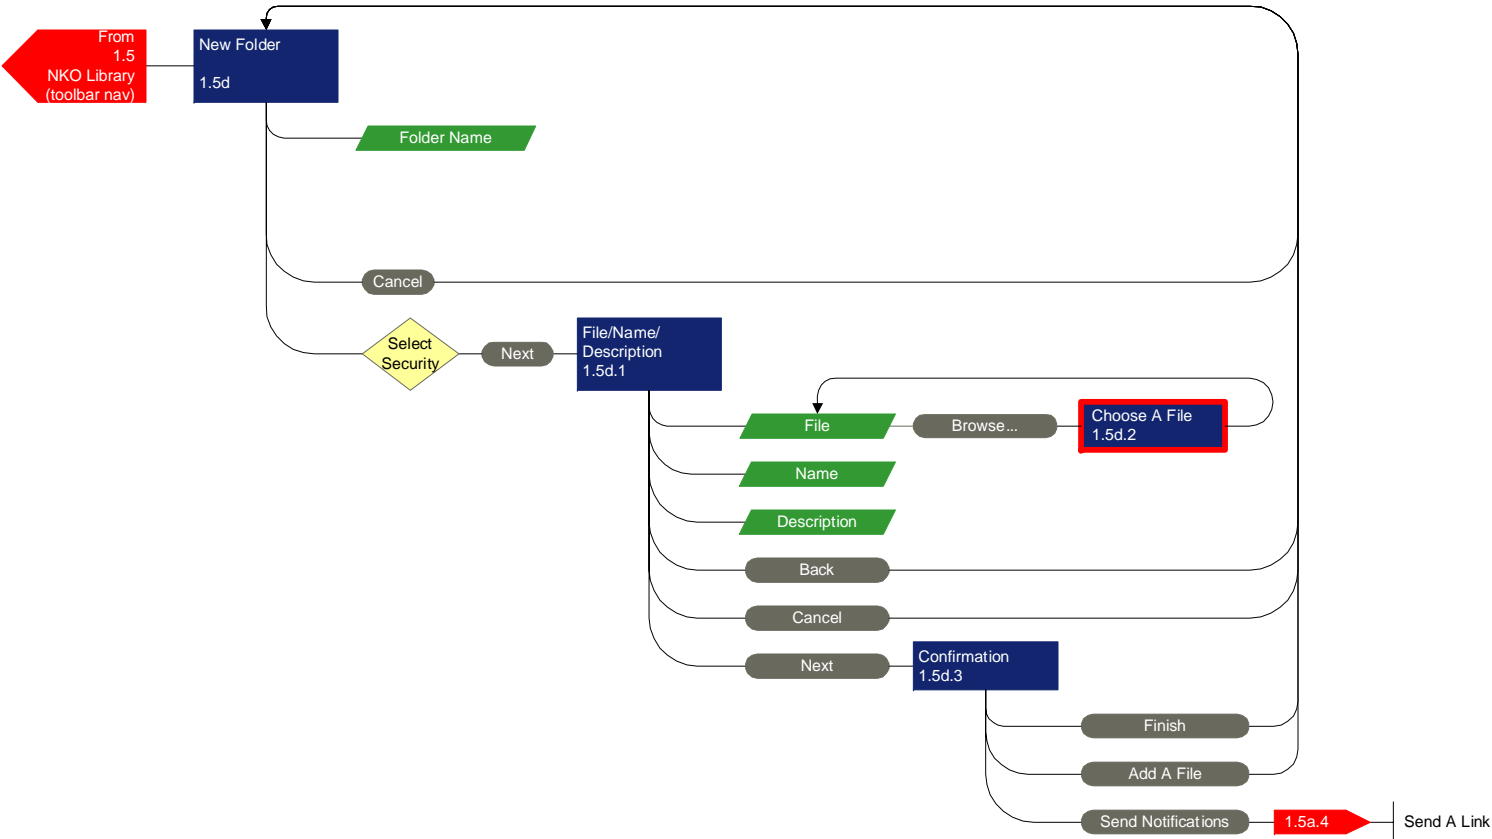 From
1.5
NKO Library
(toolbar nav)
New Folder
1.5d
Folder Name
Cancel
Select
Security
Next
File/Name/
Description
1.5d.1
File
Browse...
Choose A File
1.5d.2
Name
Description
Back
Cancel
Next
Confirmation
1.5d.3
Finish
Add A File
Send Notifications
1.5a.4
Send A Link